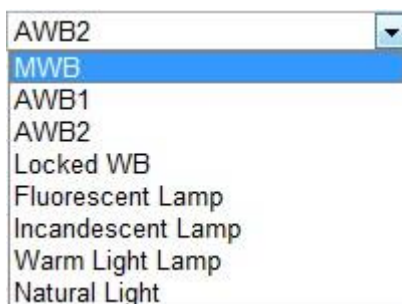 AWB2
MWB
AWB1
AWB2
Locked WB
Fluorescent Lamp
Incandescent Lamp
Warm Light Lamp
Natural Light